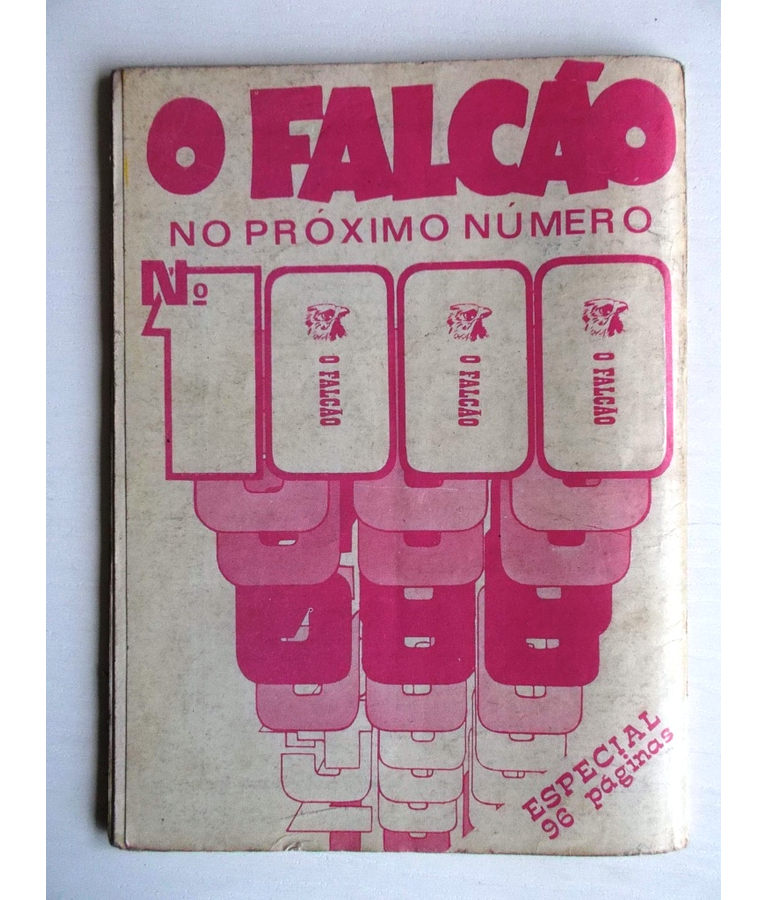 O FALCÃO
NO PRÓXIMO NÚMERO
Nº
1000
O FALCÃO
O FALCÃO
O FALCÃO
ESPECIAL
96 páginas